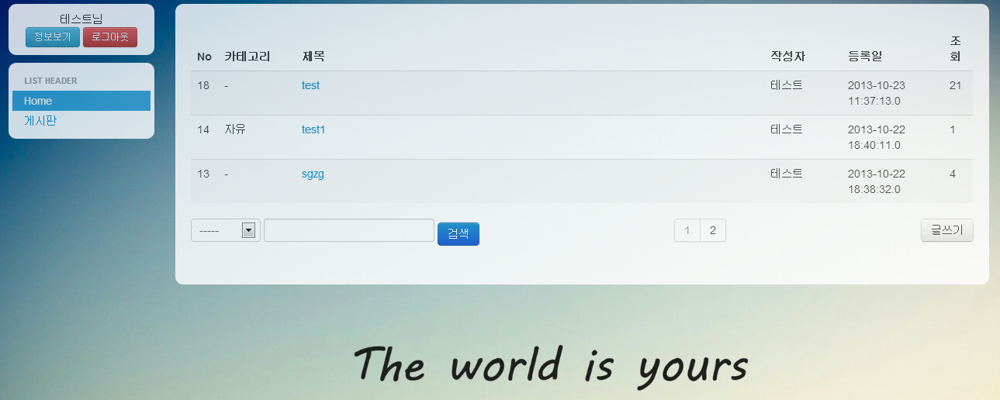 테스트님
정보보기 로그아웃
LIST HEADER
Home
게시판
No 카테고리 제목 작성자 등록일 조회
18 - test 테스트 2013-10-23 11:37:13.0 21
14 자유 test1 테스트 2013-10-22 18:40:11.0 1
13 - sgzg 테스트 2013-10-22 18:38:32.0 4
----- 검색 1 2 글쓰기
The world is yours